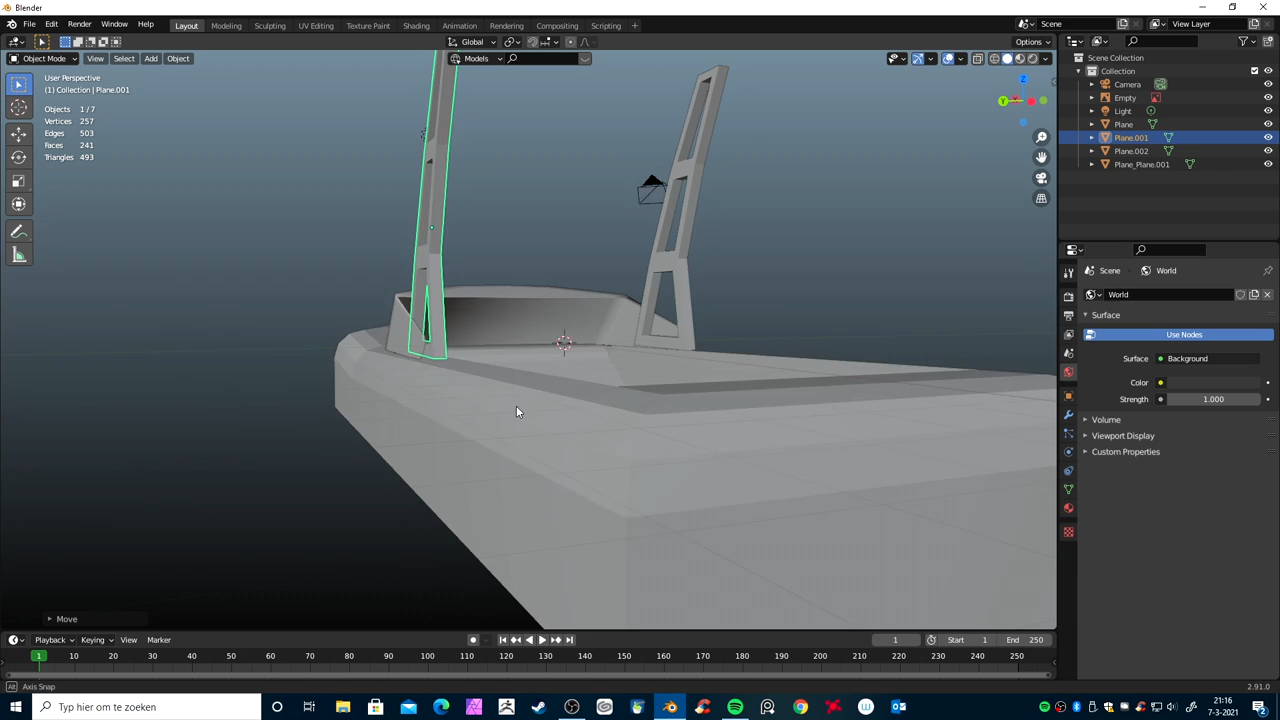 Blender
File Edit Render Window Help Layout Modeling Sculpting UV Editing Texture Paint Shading Animation Rendering Compositing Scripting + Scene View Layer
Global Options
Object Mode View Select Add Object Models
User Perspective
(1) Collection | Plane.001
Objects 1/7
Vertices 257
Edges 503
Faces 241
Triangles 493
Z
Y
Scene Collection
Collection
Camera
Empty
Light
Plane
Plane.001
Plane.002
Plane_Plane.001
Scene World
World
Surface
Use Nodes
Surface Background
Color
Strength 1.000
Volume
Viewport Display
Custom Properties
Move
Playback Keying View Marker 1 Start 1 End 250
1 10 20 30 40 50 60 70 80 90 100 110 120 130 140 150 160 170 180 190 200 210 220 230 240 250
Alt Axis Snap 2.91.0
Typ hier om te zoeken
21:16
7-3-2021